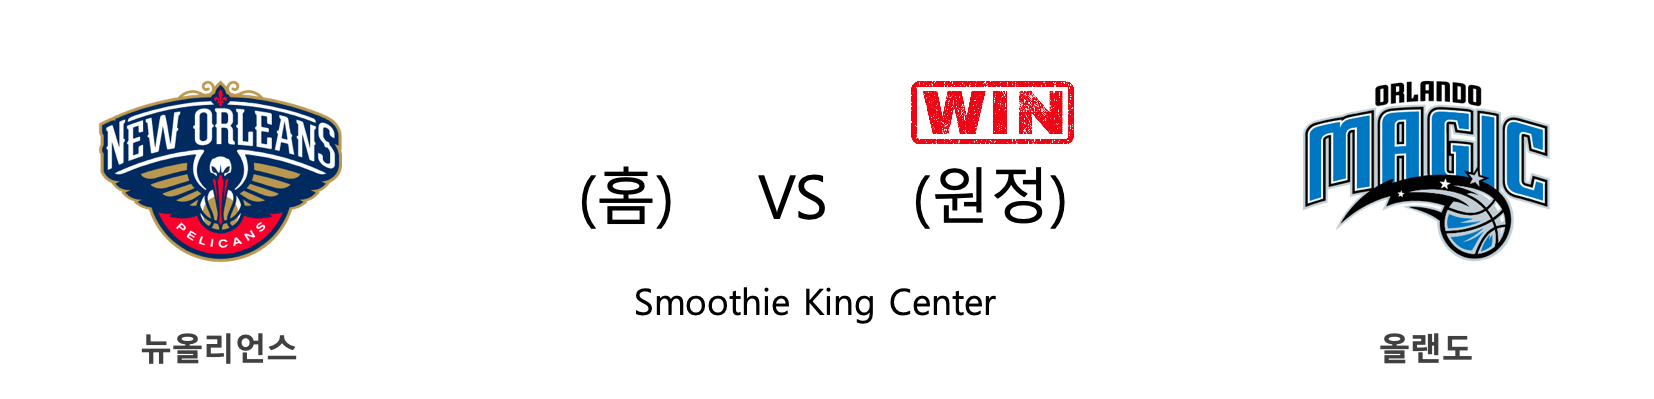 NEW ORLEANS
PELICANS
뉴올리언스
WIN
(홈) VS (원정)
Smoothie King Center
ORLANDO
MAGIC
올랜도